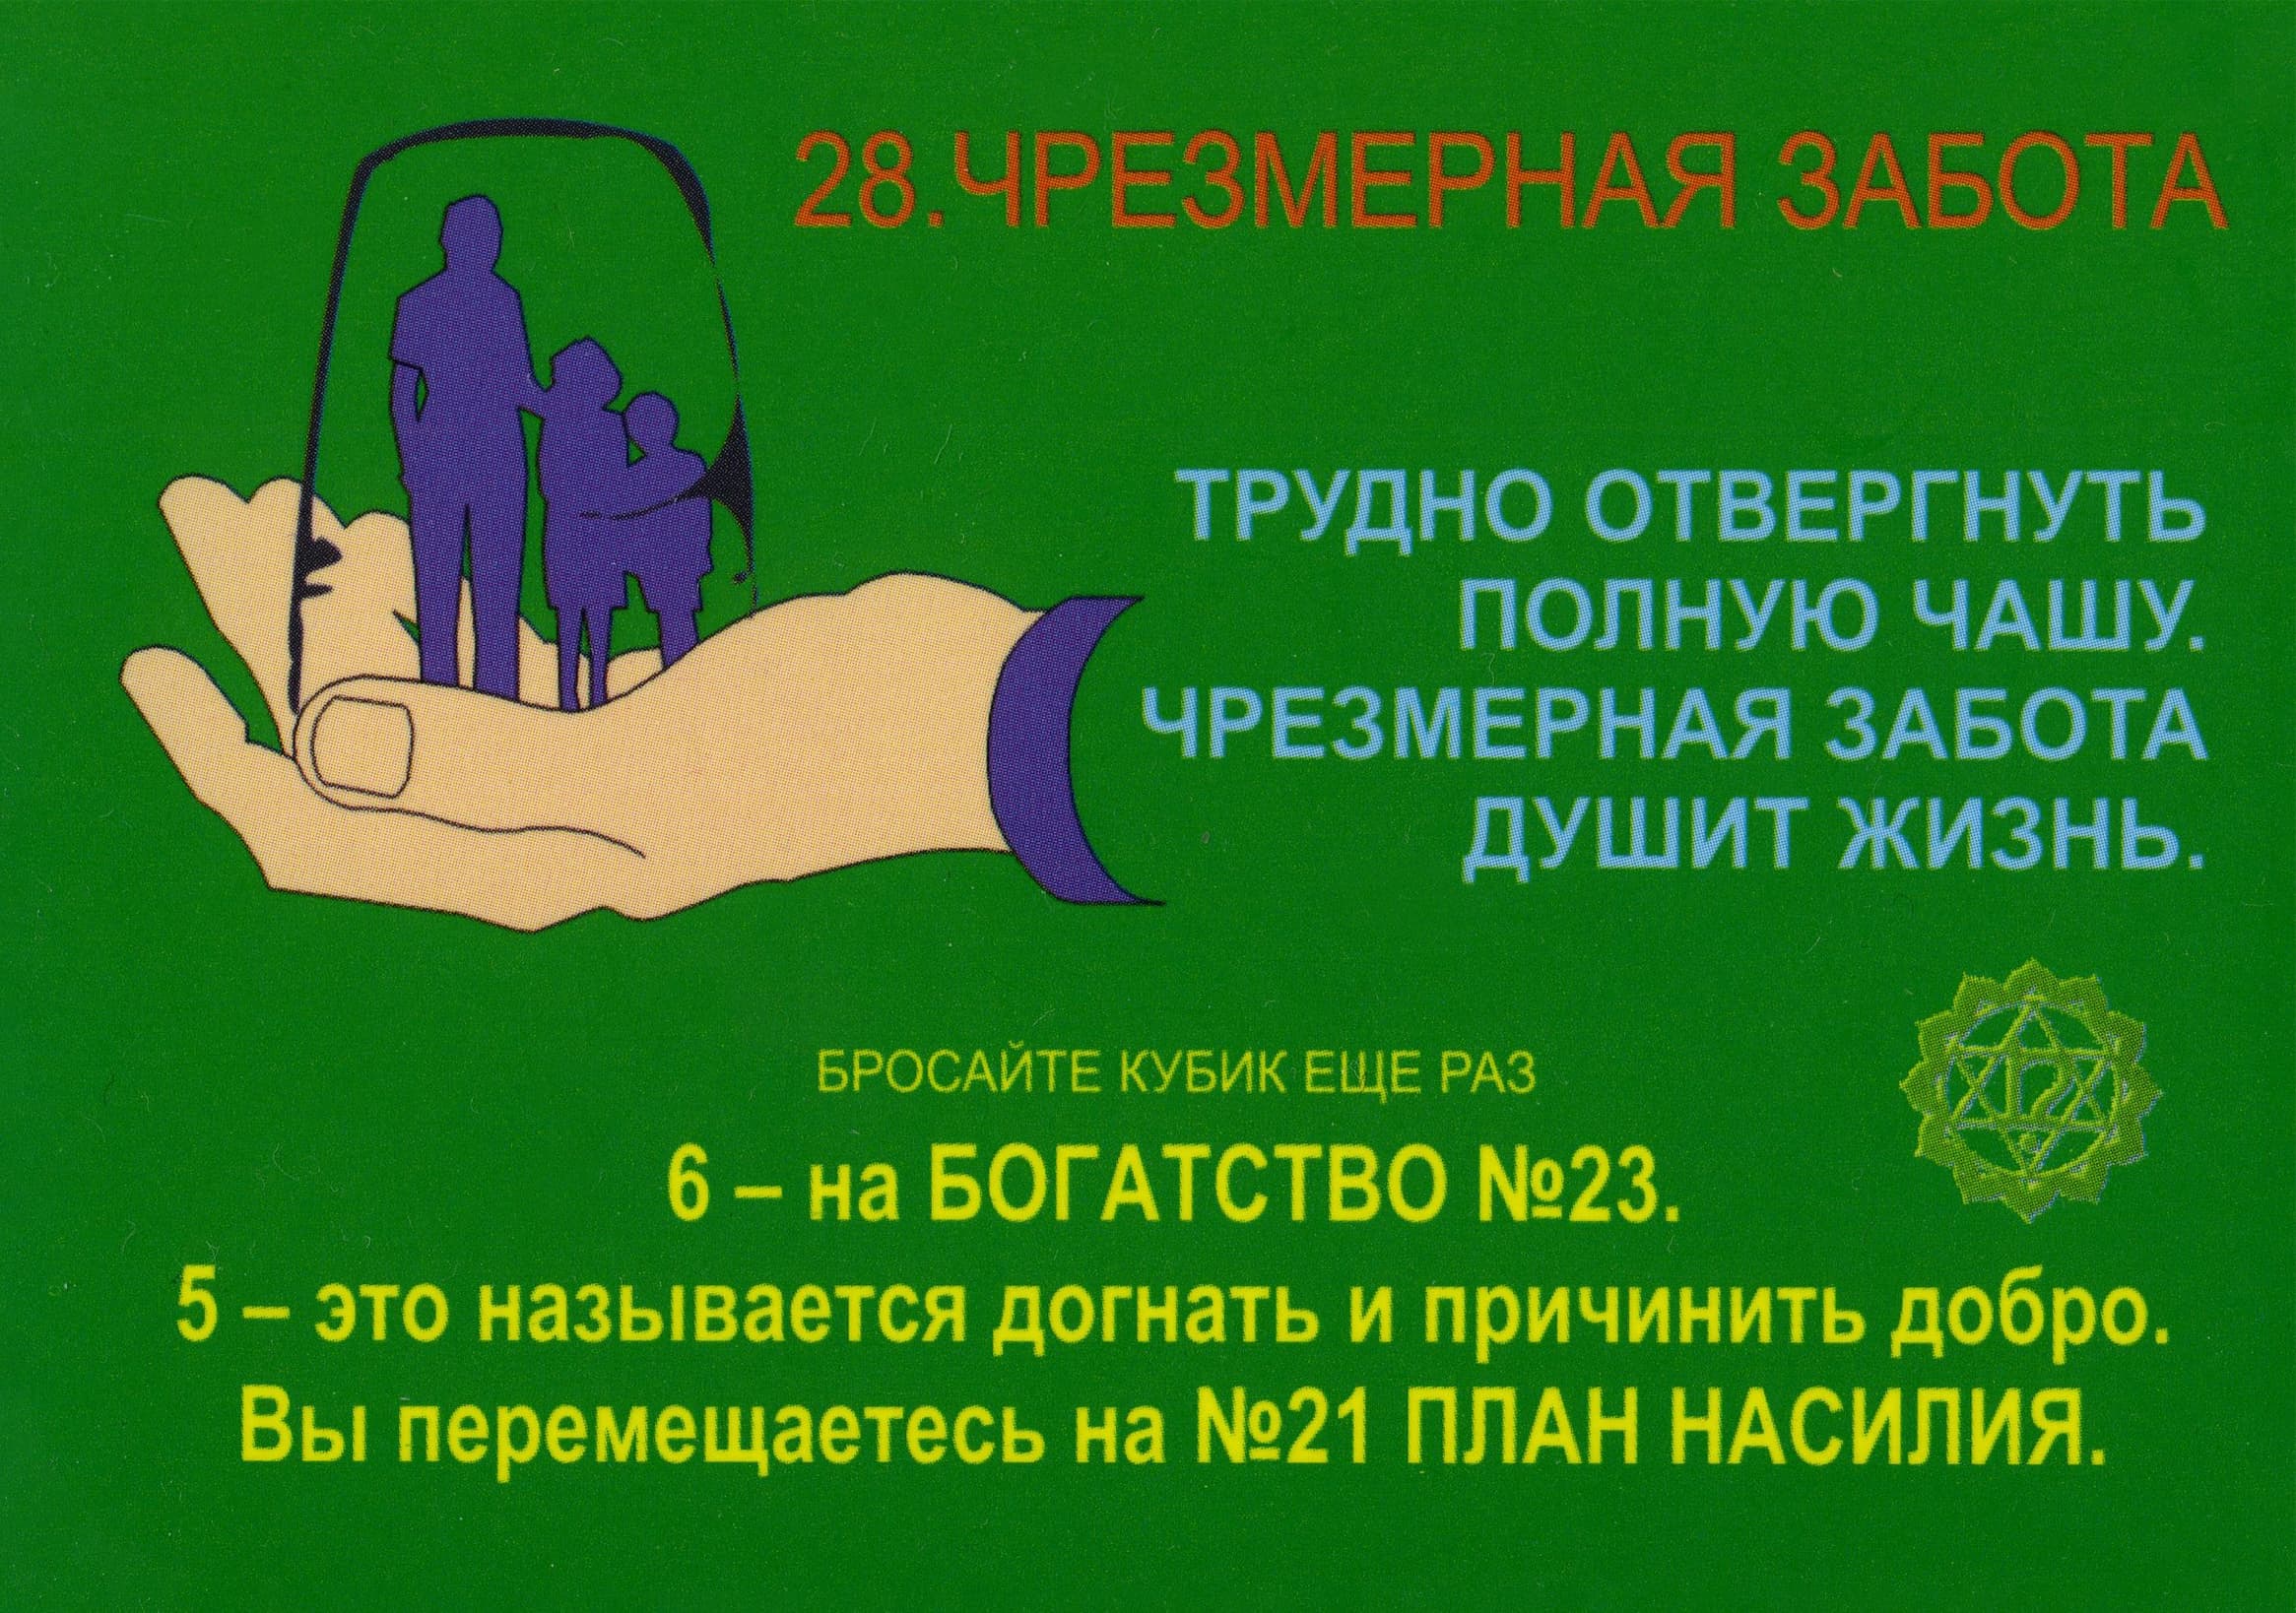 28.ЧРЕЗМЕРНАЯ ЗАБОТА
ТРУДНО ОТВЕРГНУТЬ
ПОЛНУЮ ЧАШУ.
ЧРЕЗМЕРНАЯ ЗАБОТА
ДУШИТ ЖИЗНЬ.
БРОСАЙТЕ КУБИК ЕЩЕ РАЗ
6 – на БОГАТСТВО №23.
5 – это называется догнать и причинить добро.
Вы перемещаетесь на №21 ПЛАН НАСИЛИЯ.